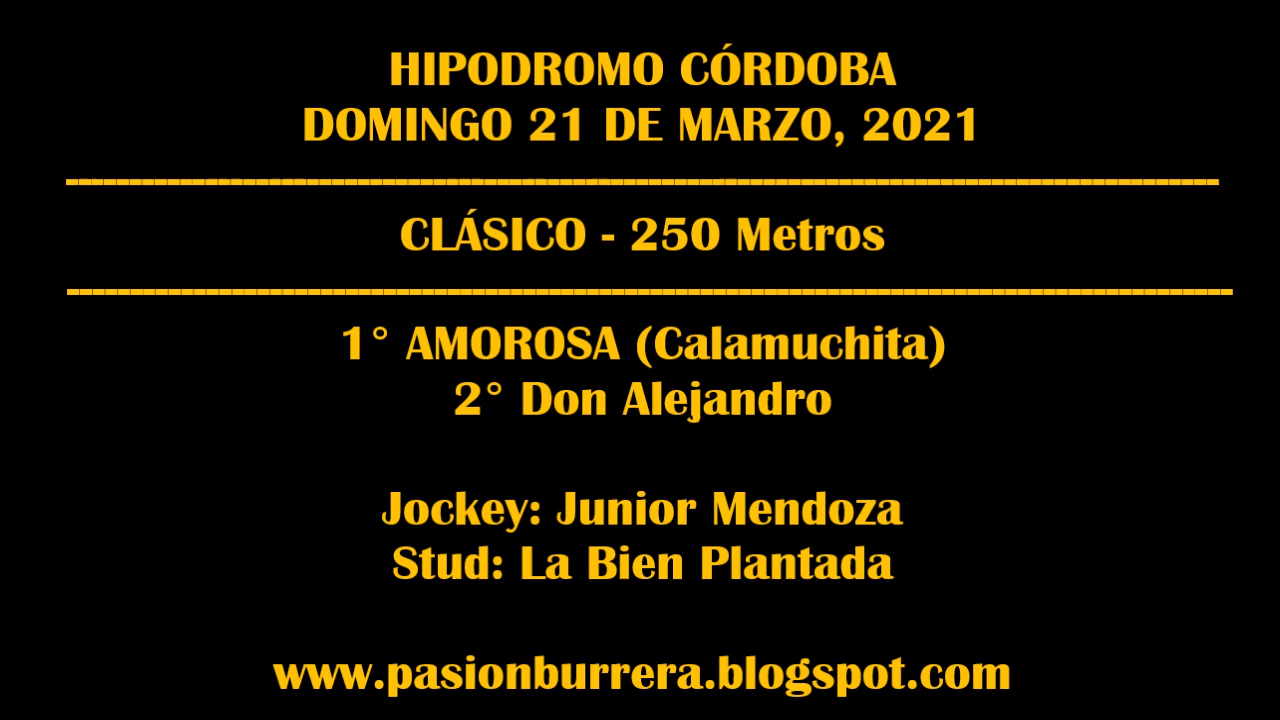 HIPODROMO CÓRDOBA
DOMINGO 21 DE MARZO, 2021
CLÁSICO - 250 Metros
1° AMOROSA (Calamuchita)
2° Don Alejandro
Jockey: Junior Mendoza
Stud: La Bien Plantada
www.pasionburrera.blogspot.com